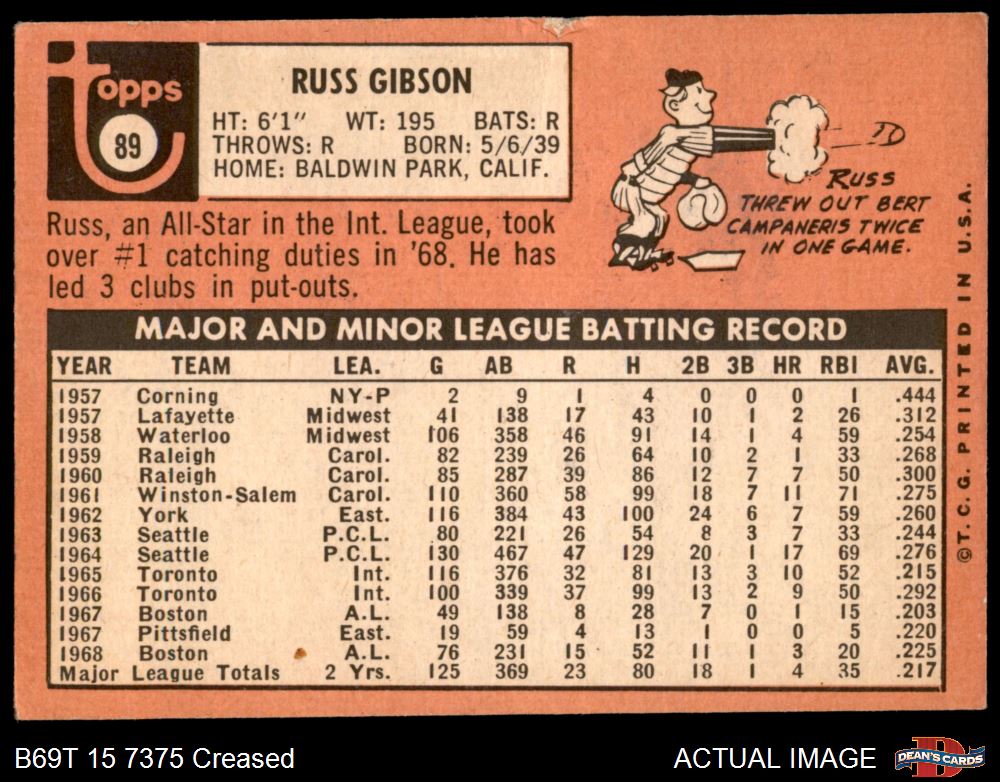 topps
89
RUSS GIBSON
HT: 6'1" WT: 195 BATS: R
THROWS: R BORN: 5/6/39
HOME: BALDWIN PARK, CALIF.
Russ, an All-Star in the Int. League, took
over #1 catching duties in '68. He has
led 3 clubs in put-outs.
RUSS
THREW OUT BERT
CAMPANERIS TWICE
IN ONE GAME.
MAJOR AND MINOR LEAGUE BATTING RECORD
YEAR TEAM LEA. G AB R H 2B 3B HR RBI AVG.
1957 Corning NY-P 2 9 1 4 0 0 0 1 .444
1957 Lafayette Midwest 41 138 17 43 10 1 2 26 .312
1958 Waterloo Midwest 106 358 46 91 14 1 4 59 .254
1959 Raleigh Carol. 82 239 26 64 10 2 1 33 .268
1960 Raleigh Carol. 85 287 39 86 12 7 7 50 .300
1961 Winston-Salem Carol. 110 360 58 99 18 7 11 71 .275
1962 York East. 116 384 43 100 24 6 7 59 .260
1963 Seattle P.C.L. 80 221 26 54 8 3 7 33 .244
1964 Seattle P.C.L. 130 467 47 129 20 1 17 69 .276
1965 Toronto Int. 116 376 32 81 13 3 10 52 .215
1966 Toronto Int. 100 339 37 99 13 2 9 50 .292
1967 Boston A.L. 49 138 8 28 7 0 1 15 .203
1967 Pittsfield East. 19 59 4 13 1 0 0 5 .220
1968 Boston A.L. 76 231 15 52 11 1 3 20 .225
Major League Totals 2 Yrs. 125 369 23 80 18 1 4 35 .217
©T.C.G. PRINTED IN U.S.A.
B69T 15 7375 Creased
ACTUAL IMAGE
D
DEAN'S CARDS